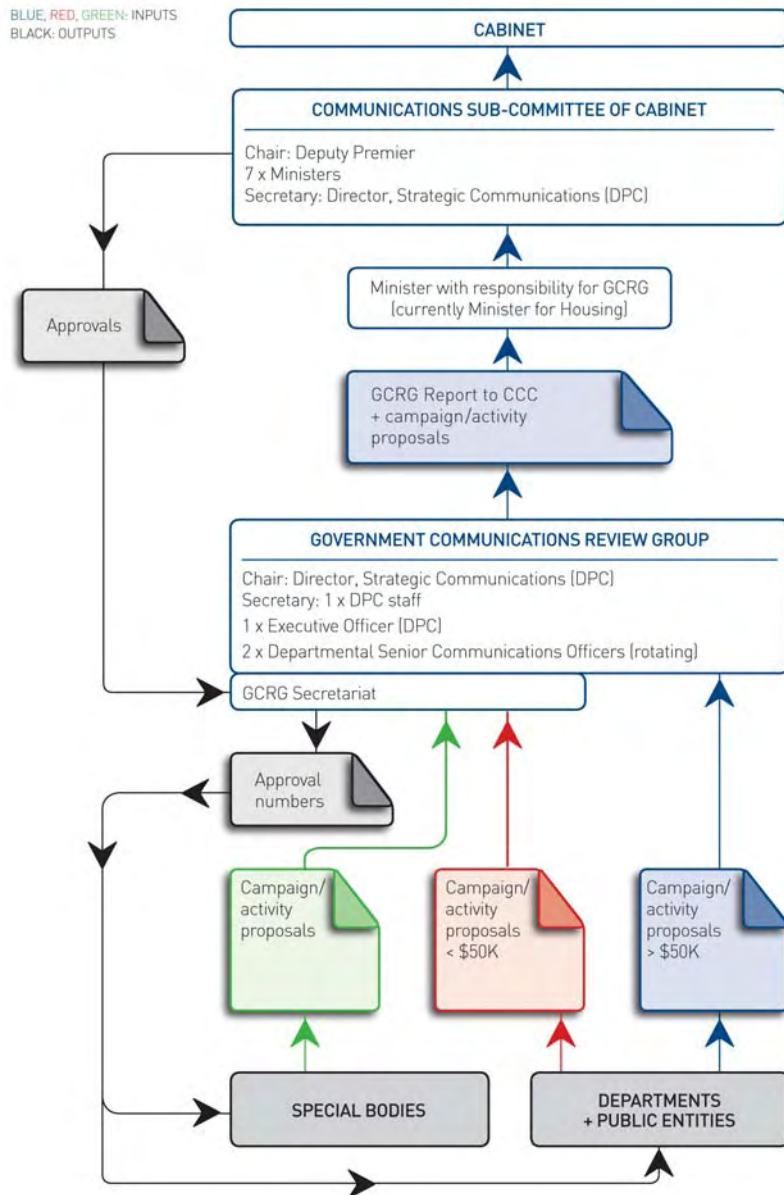 BLUE, RED, GREEN: INPUTS
BLACK: OUTPUTS
CABINET
COMMUNICATIONS SUB-COMMITTEE OF CABINET
Chair: Deputy Premier
7 x Ministers
Secretary: Director, Strategic Communications (DPC)
Minister with responsibility for GCRG
(currently Minister for Housing)
Approvals
GCRG Report to CCC
+ campaign/activity
proposals
GOVERNMENT COMMUNICATIONS REVIEW GROUP
Chair: Director, Strategic Communications (DPC)
Secretary: 1 x DPC staff
1 x Executive Officer (DPC)
2 x Departmental Senior Communications Officers (rotating)
GCRG Secretariat
Approval
numbers
Campaign/
activity
proposals
Campaign/
activity
proposals
< $50K
Campaign/
activity
proposals
> $50K
SPECIAL BODIES
DEPARTMENTS
+ PUBLIC ENTITIES